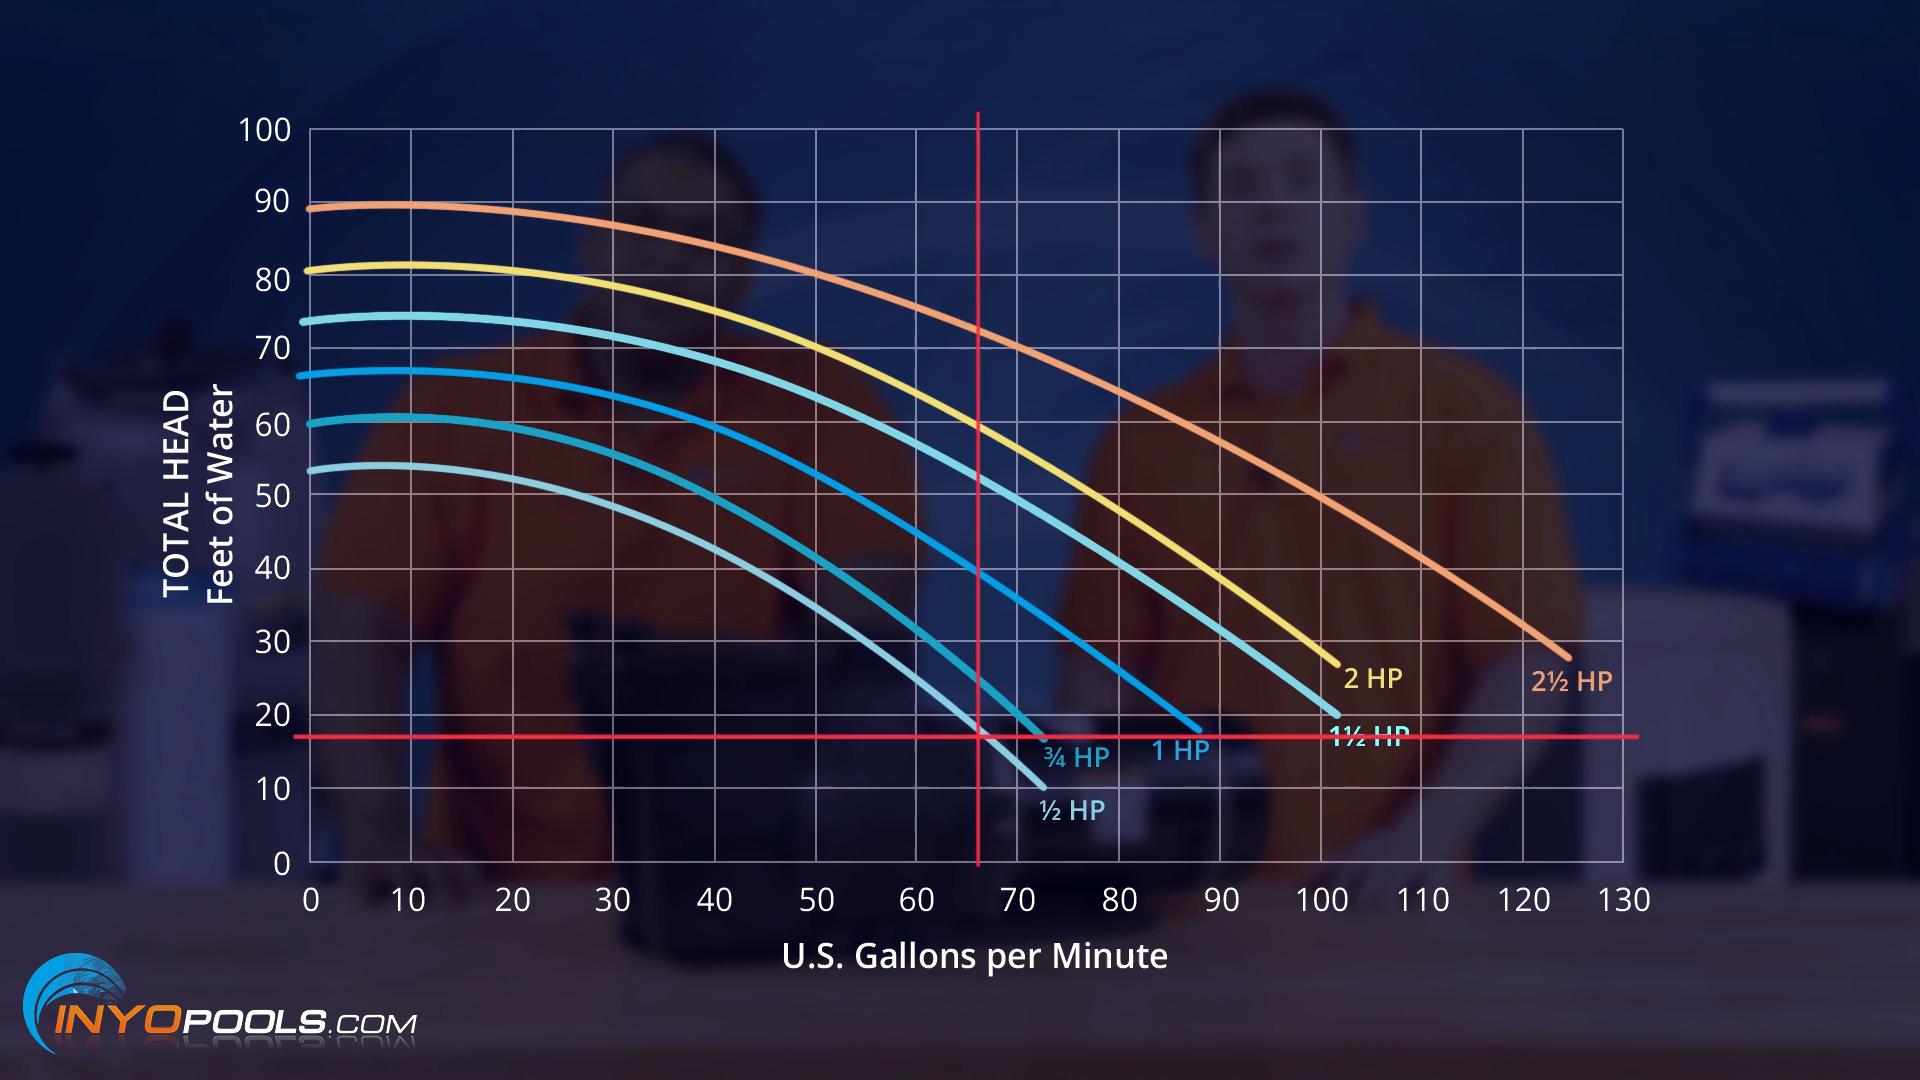 100
90
80
70
60
50
40
30
20
10
0
TOTAL HEAD
Feet of Water
2 HP
2½ HP
1½ HP
¾ HP
1 HP
½ HP
0 10 20 30 40 50 60 70 80 90 100 110 120 130
U.S. Gallons per Minute
INYOPOOLS.COM